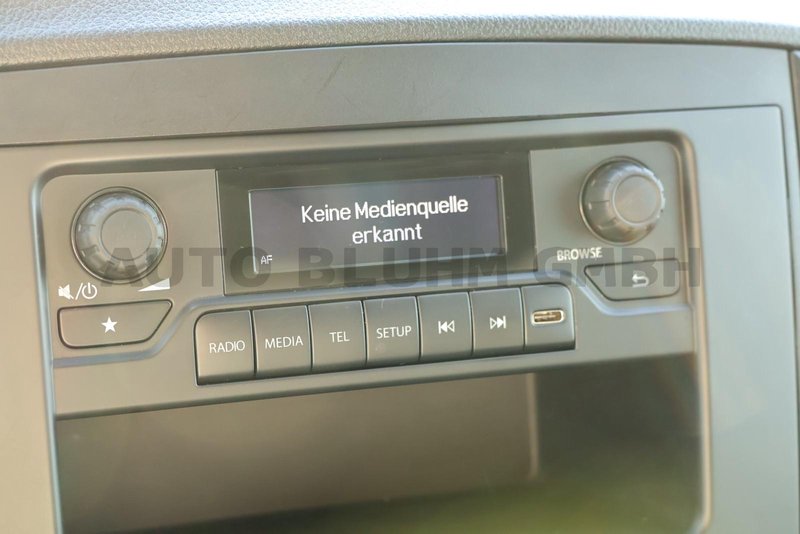 Keine Medienquelle
erkannt
AF
BROWSE
AUTO BLUHM GMBH
RADIO
MEDIA
TEL
SETUP